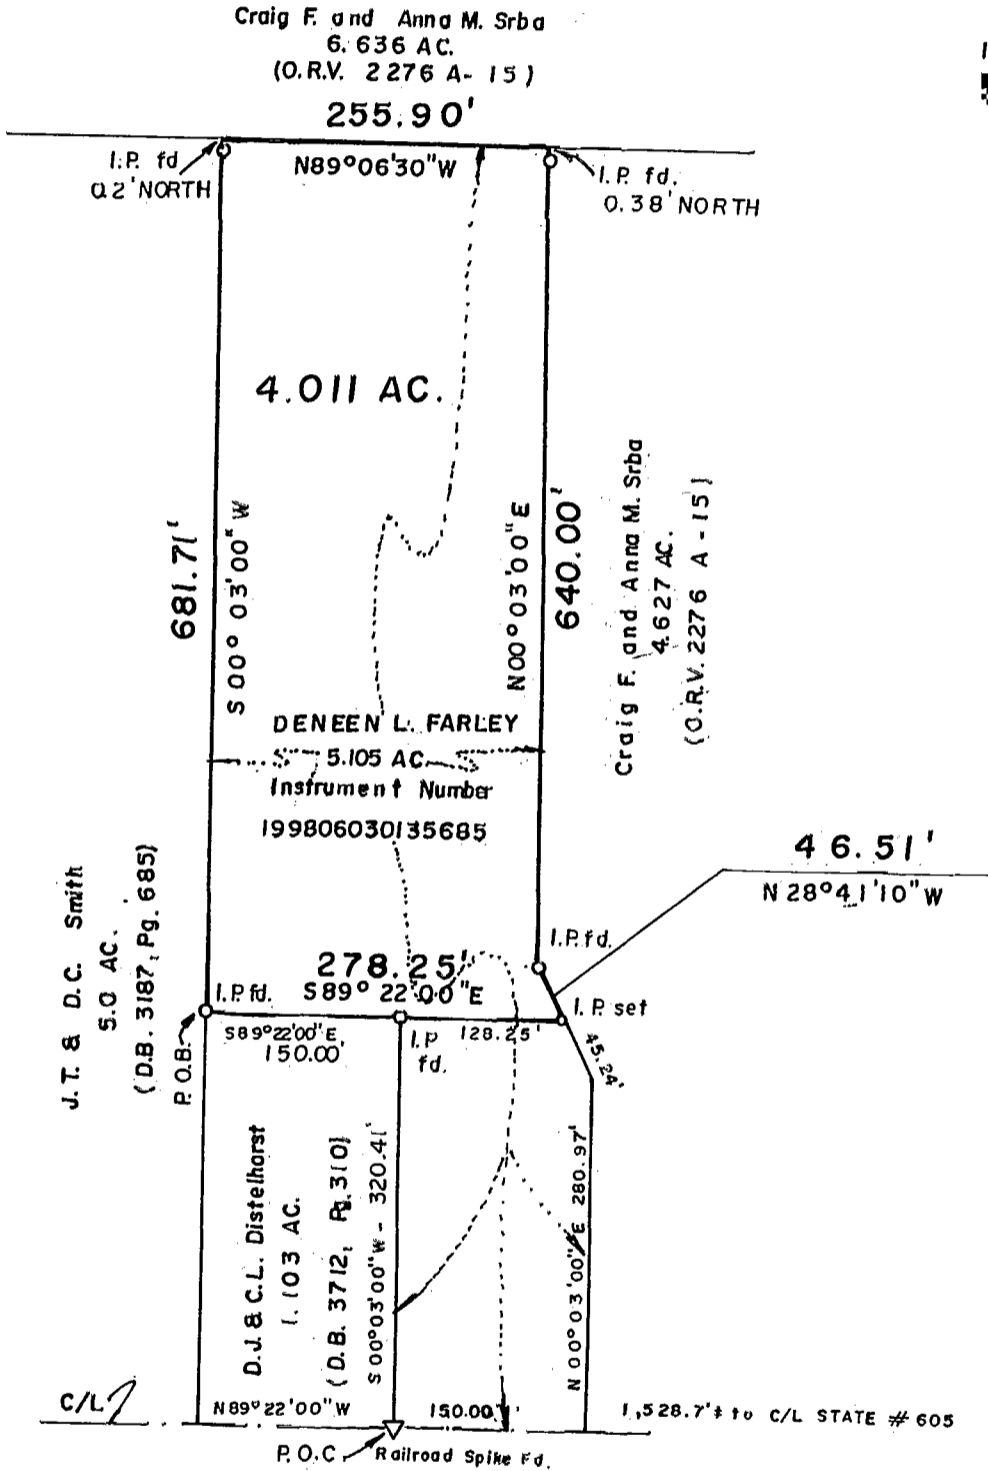 Craig F. and Anna M. Srba
6.636 AC.
(O.R.V. 2276 A-15)
255.90'
I.P. fd
0.2' NORTH
N89°06'30"W
I.P. fd.
0.38' NORTH
4.011 AC.
681.71'
S 00° 03' 00" W
N00°03'00"E
640.00'
Craig F. and Anna M. Srba
4.627 AC.
(O.R.V. 2276 A-15)
DENEEN L. FARLEY
5.105 AC.
Instrument Number
199806030135685
46.51'
N 28°41'10" W
J.T. & D.C. Smith
5.0 AC.
(D.B. 3187, Pg. 685)
P.O.B.
I.P. fd.
278.25'
S89° 22'00"E
I.P. fd.
I.P. set
S89°22'00"E
150.00'
I.P
fd.
128.25'
45.24'
D.J. & C.L. Distelhorst
1.103 AC.
(D.B. 3712, Pg. 310)
S 00°03'00" W - 320.41'
N 00°03'00" E 280.97'
C/L
N 89° 22'00" W
150.00'
1,528.7'± to C/L STATE # 605
P.O.C
Railroad Spike Fd.